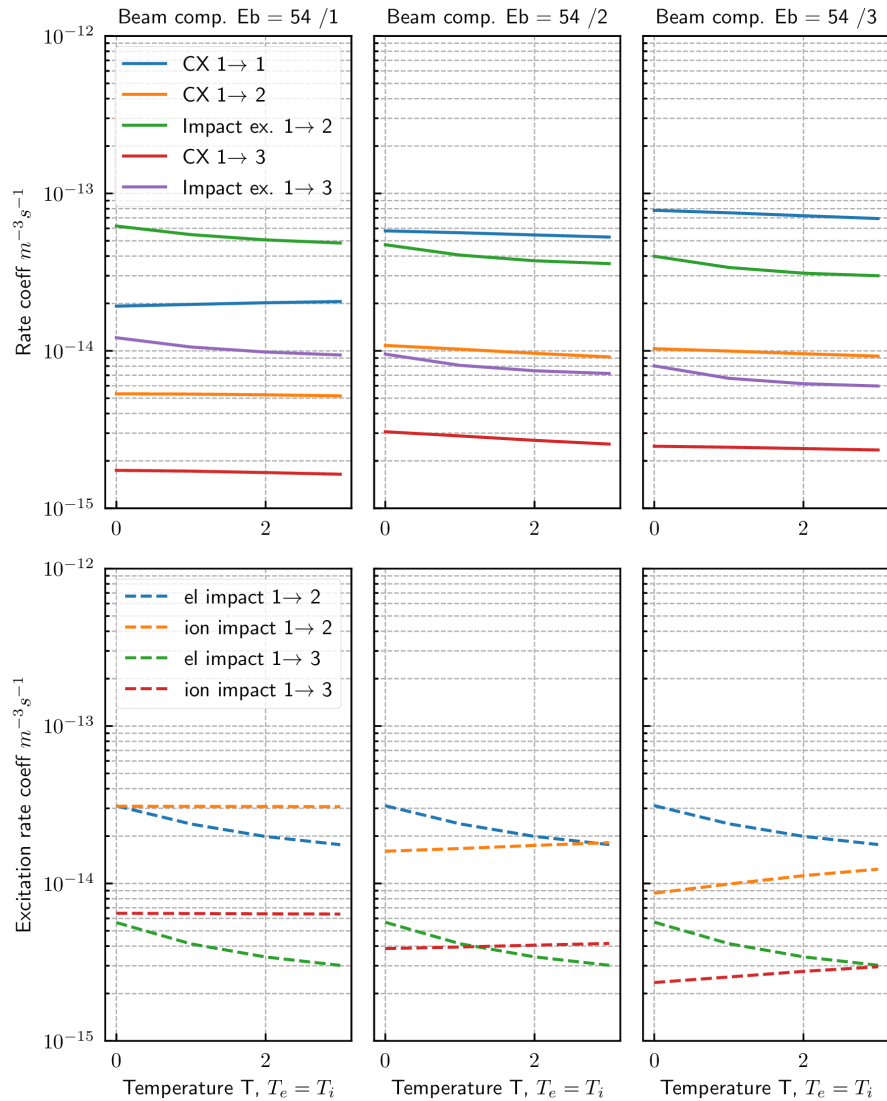 Beam comp. Eb = 54 /1
Beam comp. Eb = 54 /2
Beam comp. Eb = 54 /3
Rate coeff m⁻³s⁻¹
10⁻¹²
10⁻¹³
10⁻¹⁴
10⁻¹⁵
CX 1→ 1
CX 1→ 2
Impact ex. 1→ 2
CX 1→ 3
Impact ex. 1→ 3
0
2
0
2
0
2
Excitation rate coeff m⁻³s⁻¹
10⁻¹²
10⁻¹³
10⁻¹⁴
10⁻¹⁵
el impact 1→ 2
ion impact 1→ 2
el impact 1→ 3
ion impact 1→ 3
0
2
0
2
0
2
Temperature T, Tₑ = Tᵢ
Temperature T, Tₑ = Tᵢ
Temperature T, Tₑ = Tᵢ